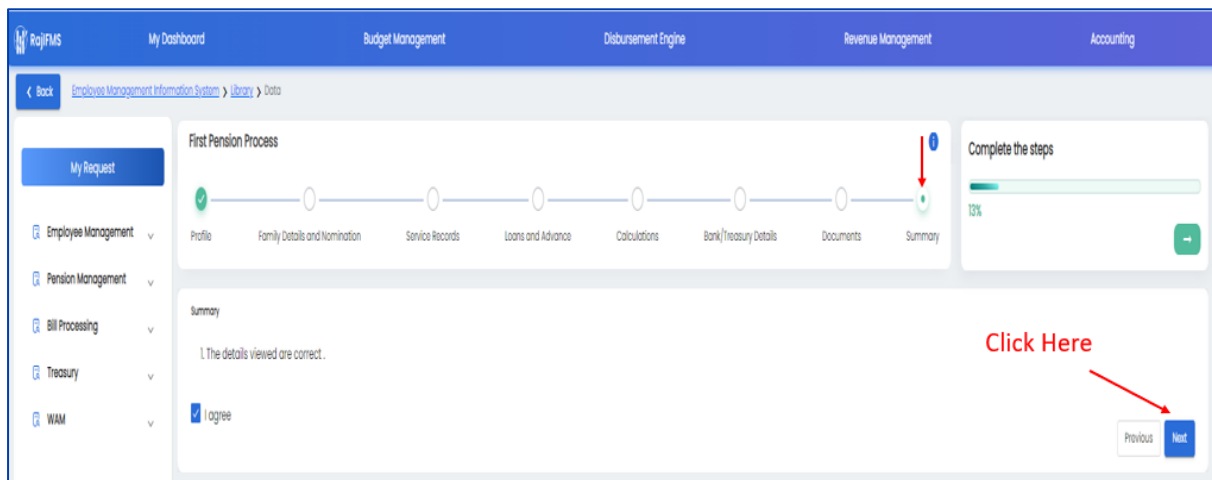 RajIFMS My Dashboard Budget Management Disbursement Engine Revenue Management Accounting
< Back Employee Management Information System > Library > Data
My Request
Employee Management
Pension Management
Bill Processing
Treasury
WAM
First Pension Process
i
Profile Family Details and Nomination Service Records Loans and Advance Calculations Bank/Treasury Details Documents Summary
Complete the steps
13%
Summary
1. The details viewed are correct .
I agree
Click Here
Previous Next